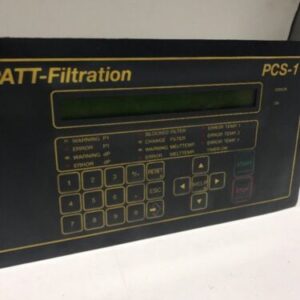 PATT-Filtration
PCS-1
ERROR
ON
WARNING P1
ERROR P1
WARNING dP
ERROR dP
BLOCKED FILTER
CHANGE FILTER
WARNING MELTTEMP
ERROR MELTTEMP
ERROR TEMP 1
ERROR TEMP 2
ERROR TEMP 3
1 2 3
RESET
4 5 6
ESC
7 8 9
HELP
START
STOP